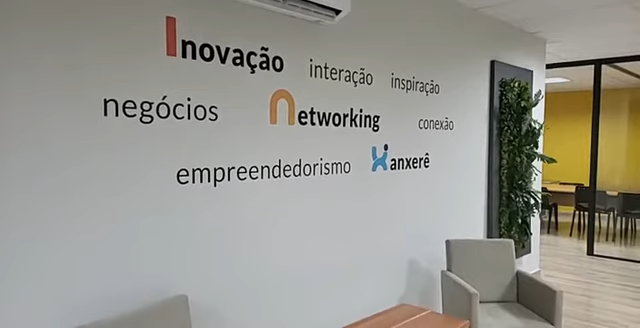 Inovação interação inspiração
negócios networking conexão
empreendedorismo Xanxerê